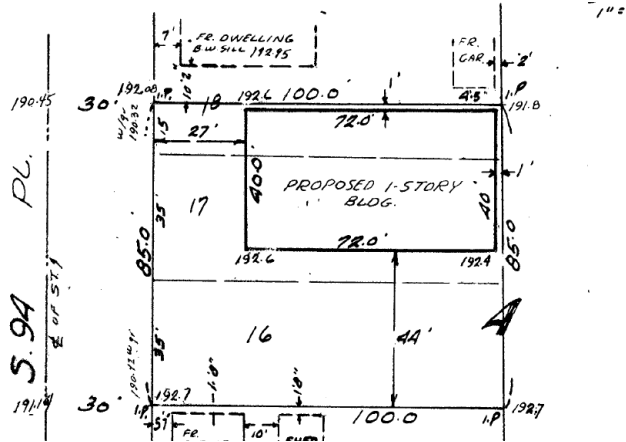 1"=
7'
FR. DWELLING
B.W SILL 192.95
FR.
GAR.
2'
10'2"
1'
190.45
30'
192.08
I.P.
18
192.6
100.0'
4.5'
I.P
191.8
W/gr
190.32
15
27'
72.0'
S. 94 PL.
℄ OF ST.
85.0
35'
17
40.0'
PROPOSED 1-STORY
BLDG.
40
1'
85.0
72.0'
192.6
192.4
16
44'
35'
1'8"
1'8"
191.19
30'
192.7
I.P.
100.0
I.P
192.7
5'
FR.
10'
SHED